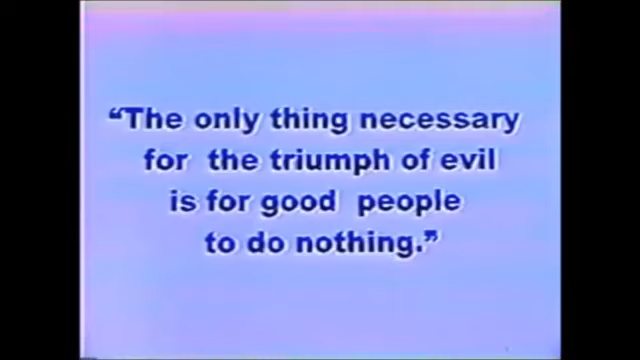 “The only thing necessary
for the triumph of evil
is for good people
to do nothing.”